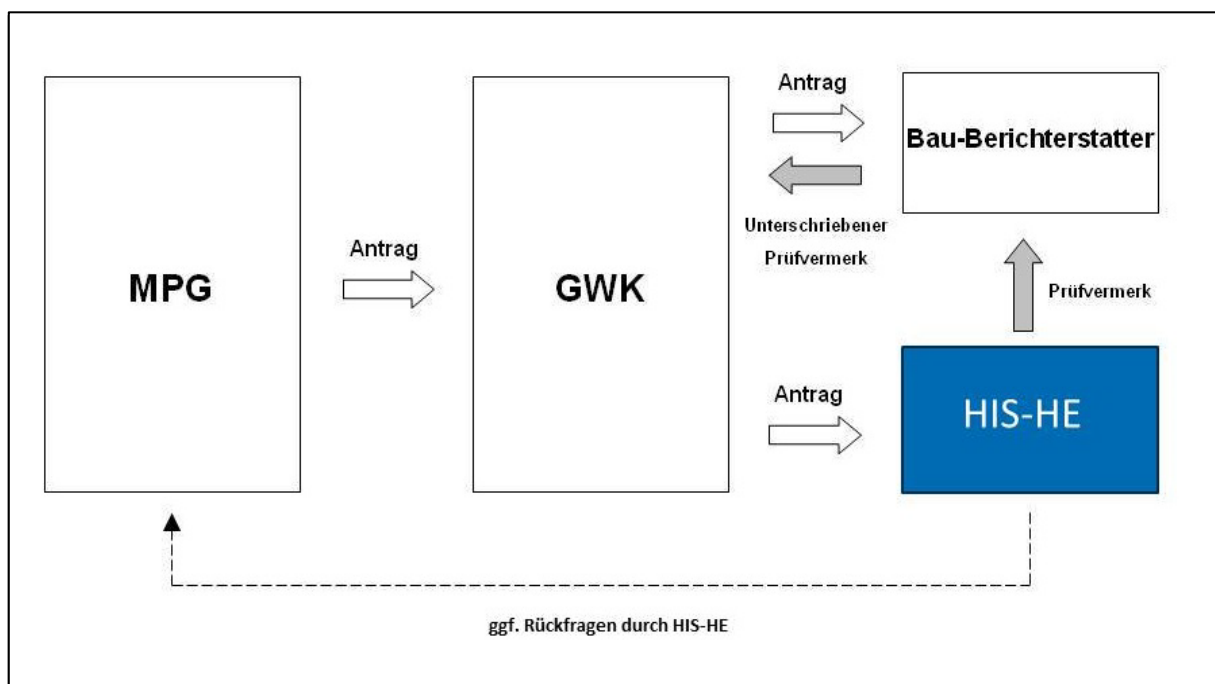 MPG
Antrag
GWK
Antrag
Unterschriebener
Prüfvermerk
Bau-Berichterstatter
Prüfvermerk
Antrag
HIS-HE
ggf. Rückfragen durch HIS-HE